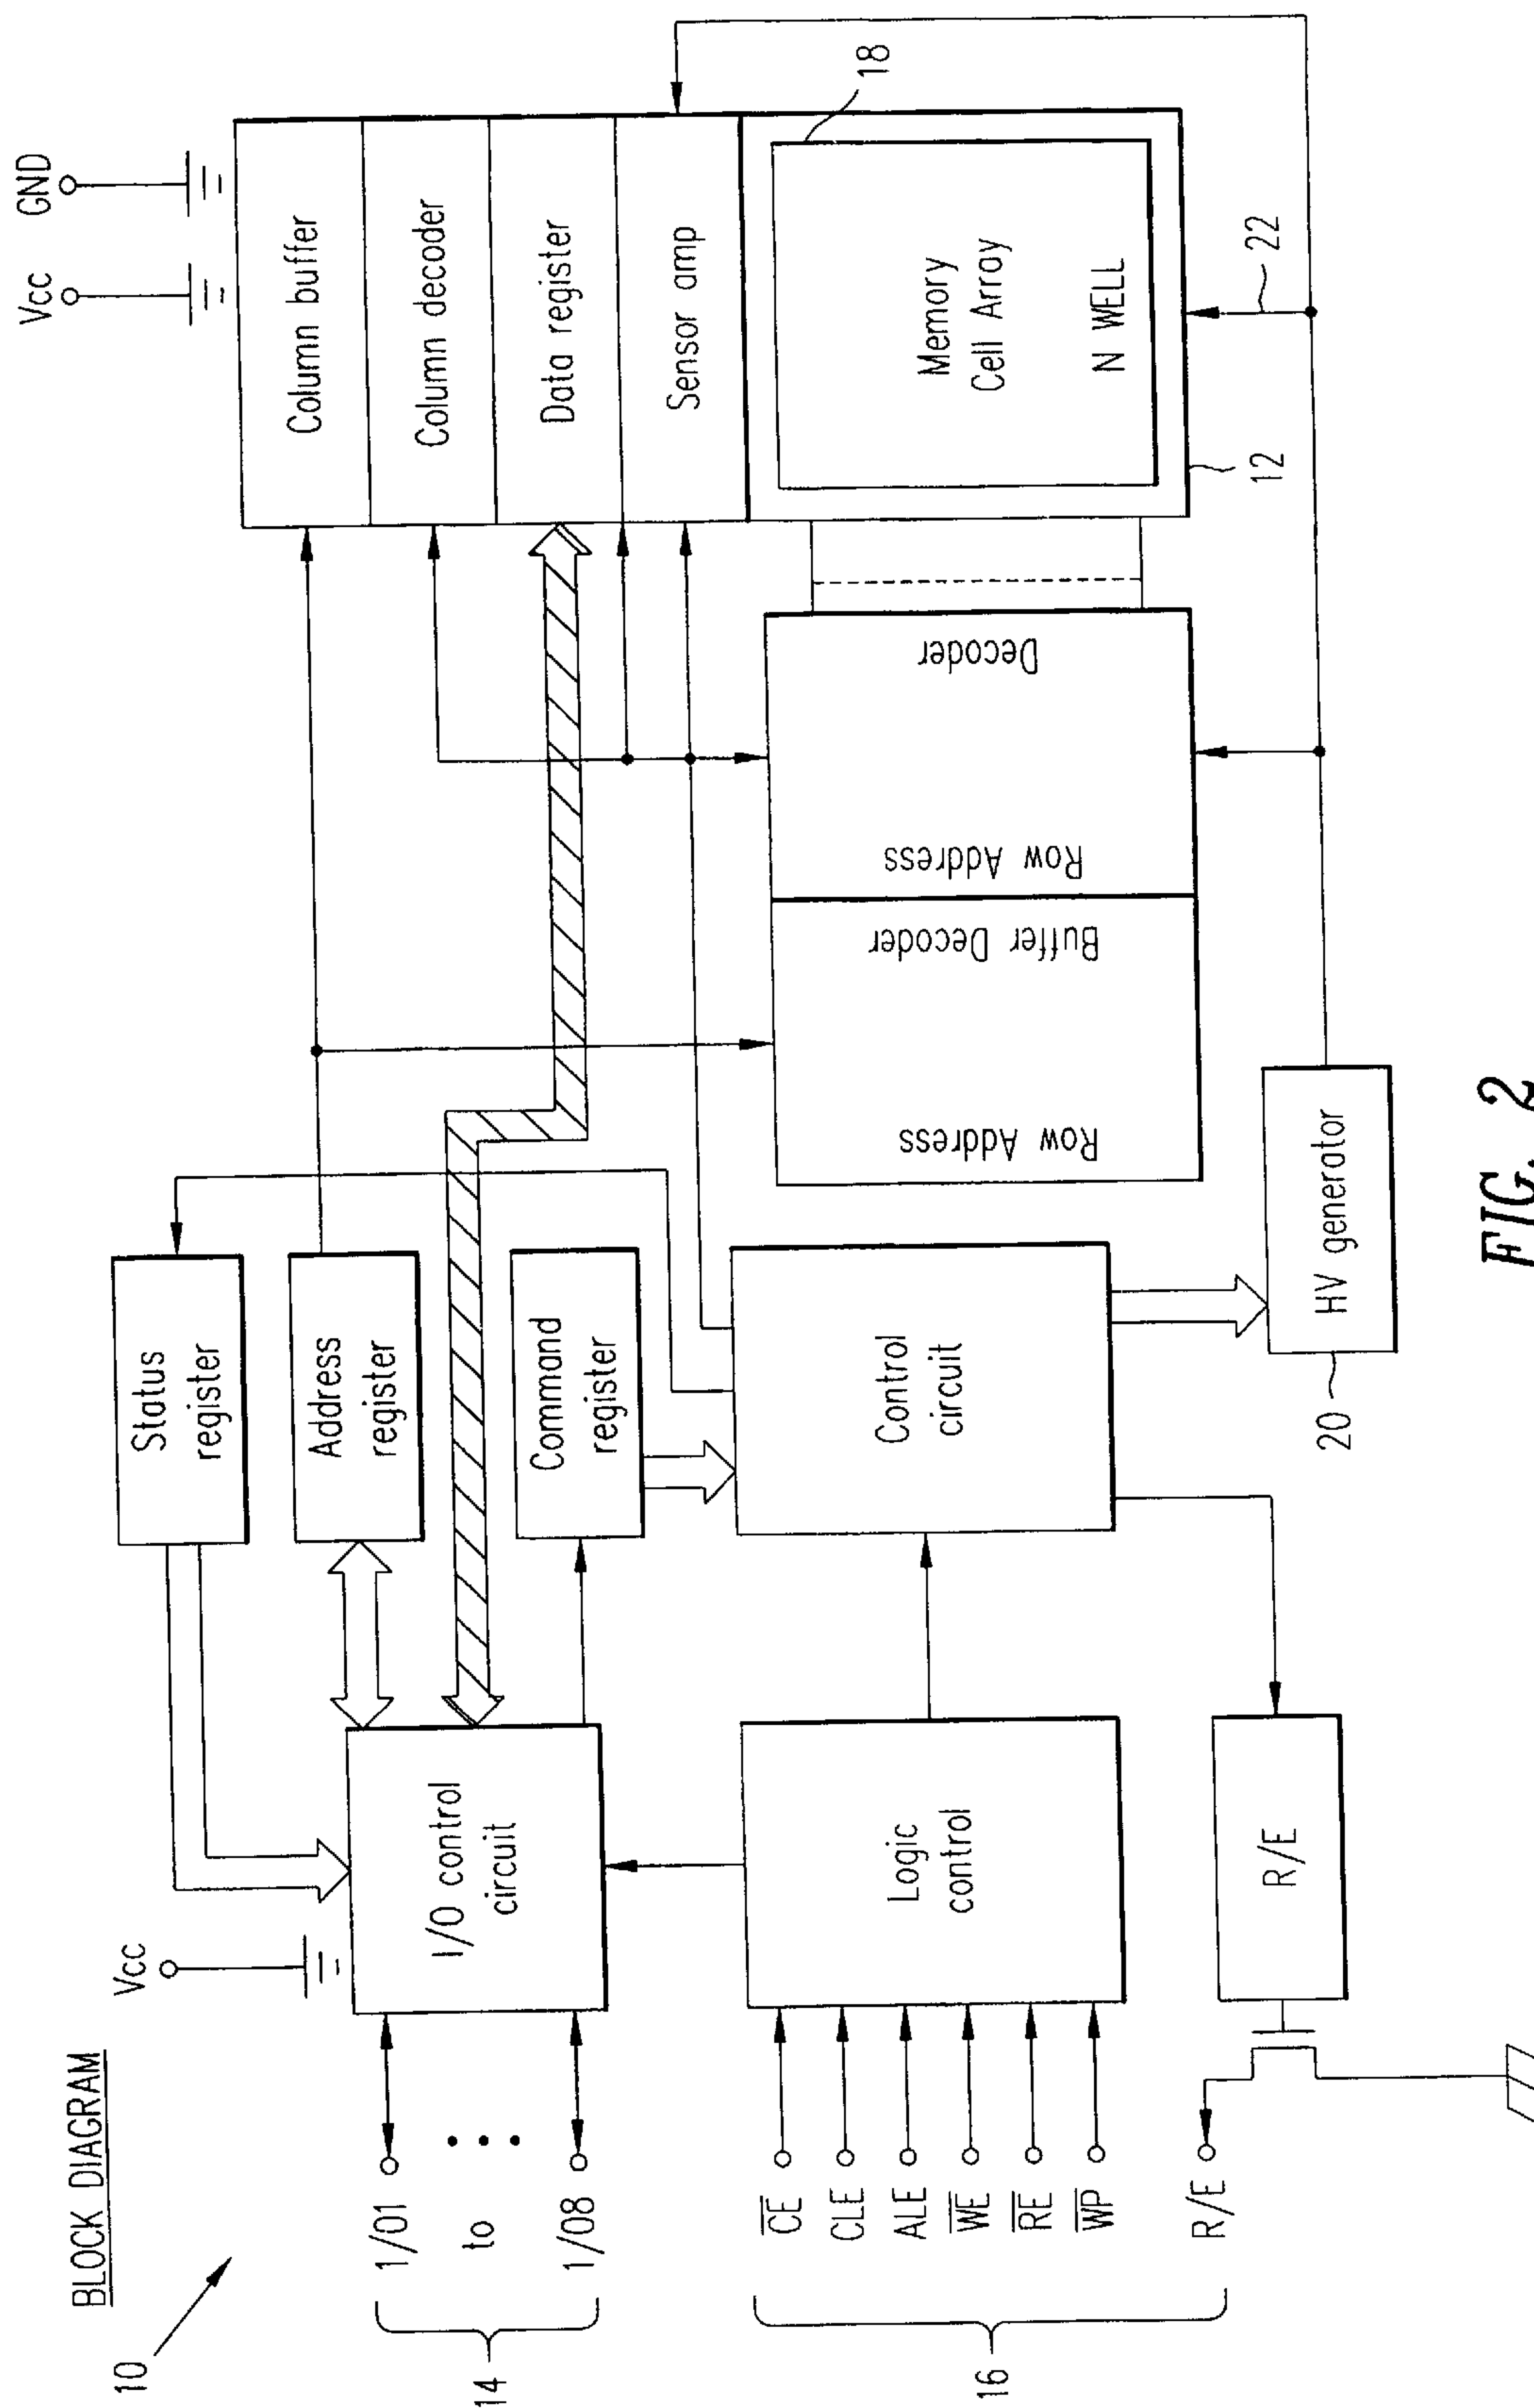 BLOCK DIAGRAM
10
Vcc
Vcc
GND
14
1/01
to
1/08
I/O control
circuit
Status
register
Address
register
Command
register
Column buffer
Column decoder
Data register
Sensor amp
18
Memory
Cell Array
N WELL
12
22
16
CE
CLE
ALE
WE
RE
WP
R/E
Logic
control
Control
circuit
Row Address
Buffer Decoder
Row Address
Decoder
R/E
20
HV generator
FIG. 2